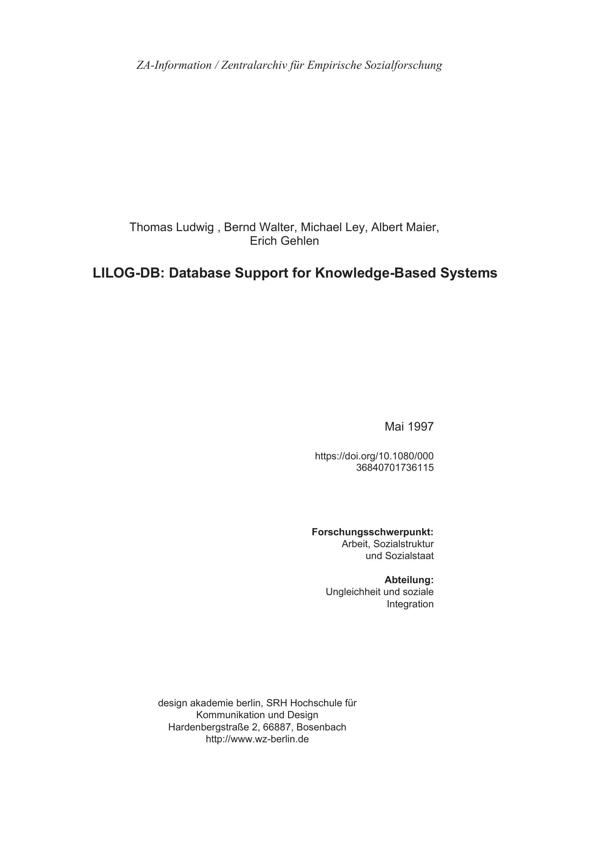 ZA-Information / Zentralarchiv für Empirische Sozialforschung
Thomas Ludwig , Bernd Walter, Michael Ley, Albert Maier,
Erich Gehlen
LILOG-DB: Database Support for Knowledge-Based Systems
Mai 1997
https://doi.org/10.1080/000
36840701736115
Forschungsschwerpunkt:
Arbeit, Sozialstruktur
und Sozialstaat
Abteilung:
Ungleichheit und soziale
Integration
design akademie berlin, SRH Hochschule für
Kommunikation und Design
Hardenbergstraße 2, 66887, Bosenbach
http://www.wz-berlin.de